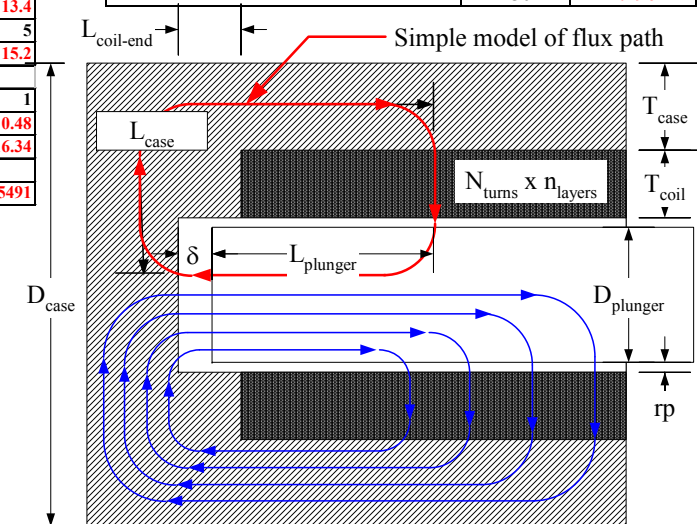 13.4
5
15.2
1
0.48
6.34
5491
L coil-end
Simple model of flux path
T case
L case
N turns x n layers
T coil
δ
L plunger
D case
D plunger
rp